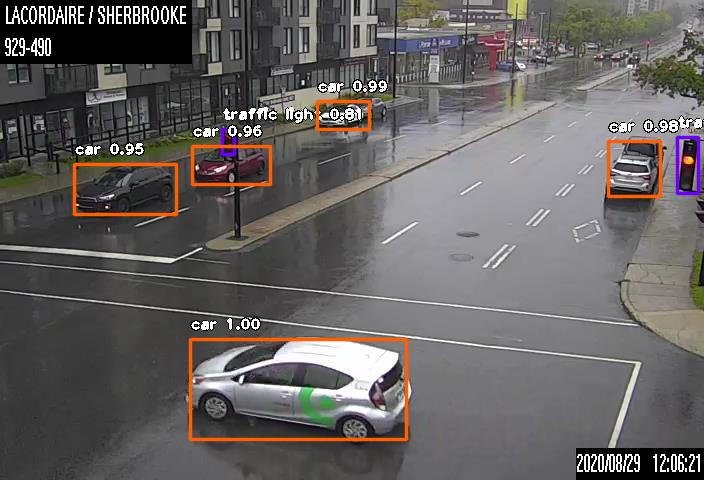 LACORDAIRE / SHERBROOKE
929-490
car 0.99
traffic light 0.81
car 0.96
car 0.98
tra
car 0.95
car 1.00
2020/08/29 12:06:21